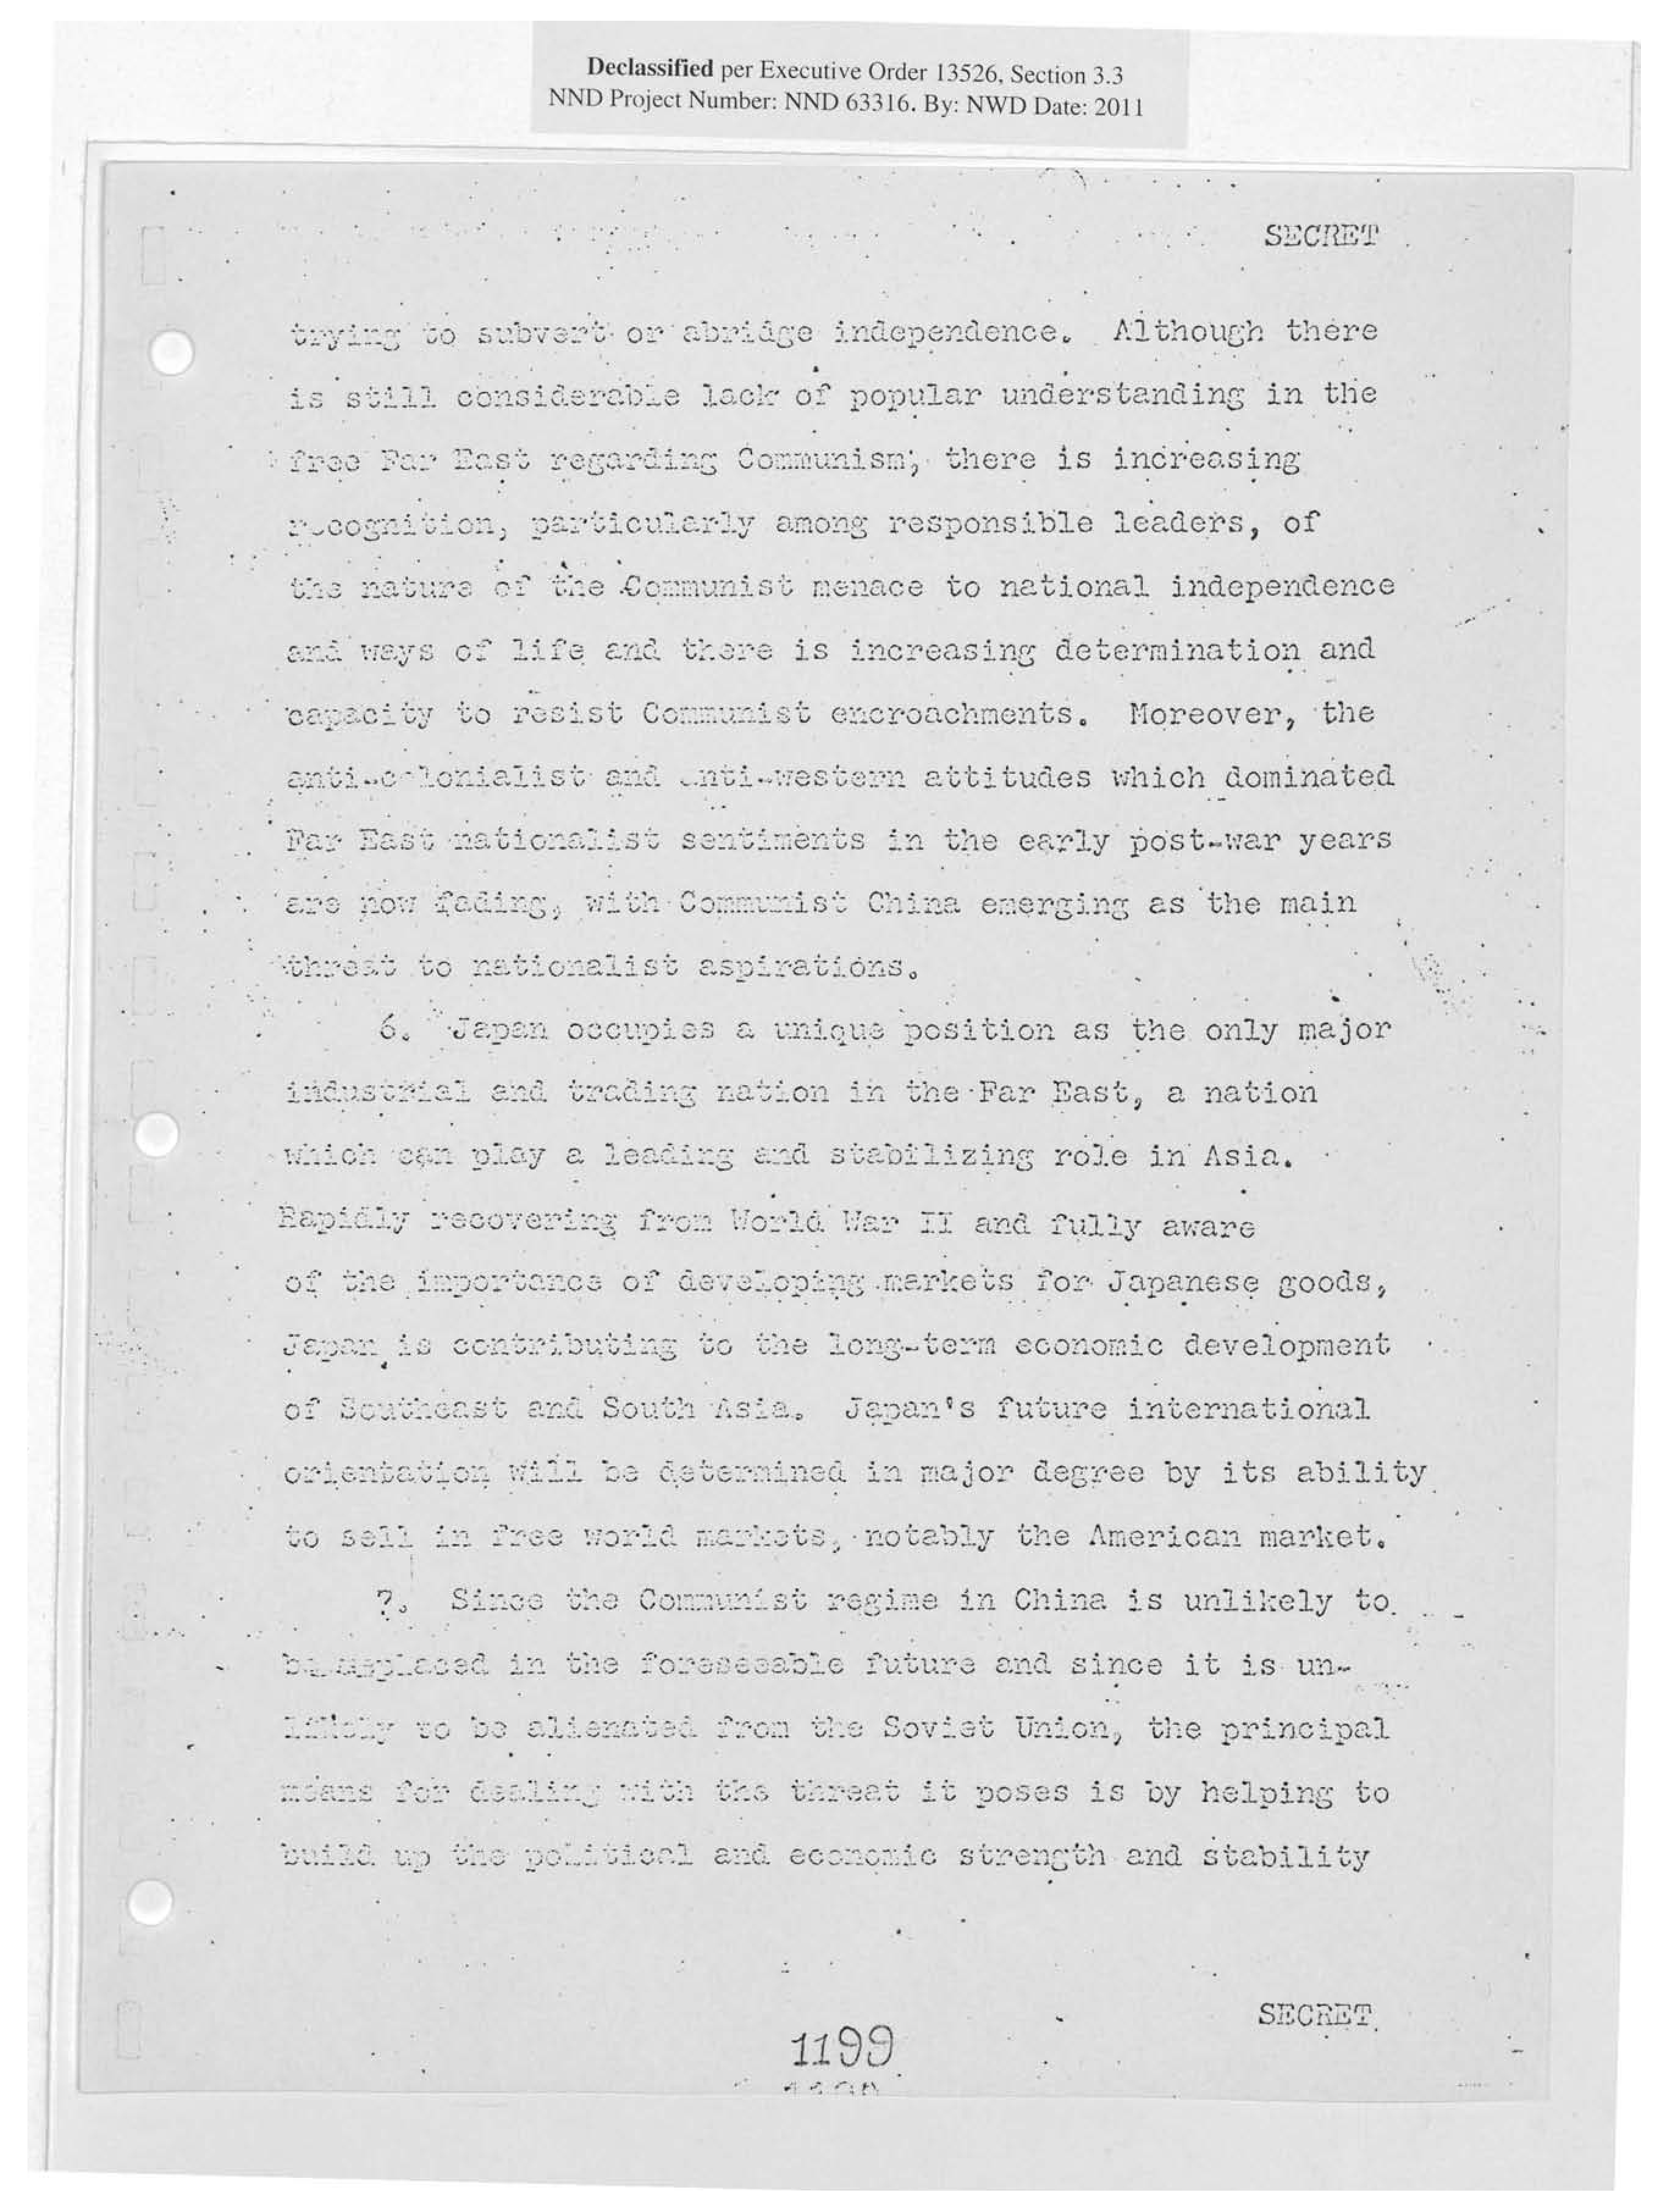 Declassified per Executive Order 13526, Section 3.3
NND Project Number: NND 63316. By: NWD Date: 2011
SECRET
trying to subvert or abridge independence. Although there
is still considerable lack of popular understanding in the
free Far East regarding Communism, there is increasing
recognition, particularly among responsible leaders, of
the nature of the Communist menace to national independence
and ways of life and there is increasing determination and
capacity to resist Communist encroachments. Moreover, the
anti-colonialist and anti-western attitudes which dominated
Far East nationalist sentiments in the early post-war years
are now fading, with Communist China emerging as the main
threat to nationalist aspirations.
6. Japan occupies a unique position as the only major
industrial and trading nation in the Far East, a nation
which can play a leading and stabilizing role in Asia.
Rapidly recovering from World War II and fully aware
of the importance of developing markets for Japanese goods,
Japan is contributing to the long-term economic development
of Southeast and South Asia. Japan's future international
orientation will be determined in major degree by its ability
to sell in free world markets, notably the American market.
7. Since the Communist regime in China is unlikely to
in the foreseeable future and since it is un-
likely to be alienated from the Soviet Union, the principal
means for dealing with the threat it poses is by helping to
build up the political and economic strength and stability
SECRET
1199